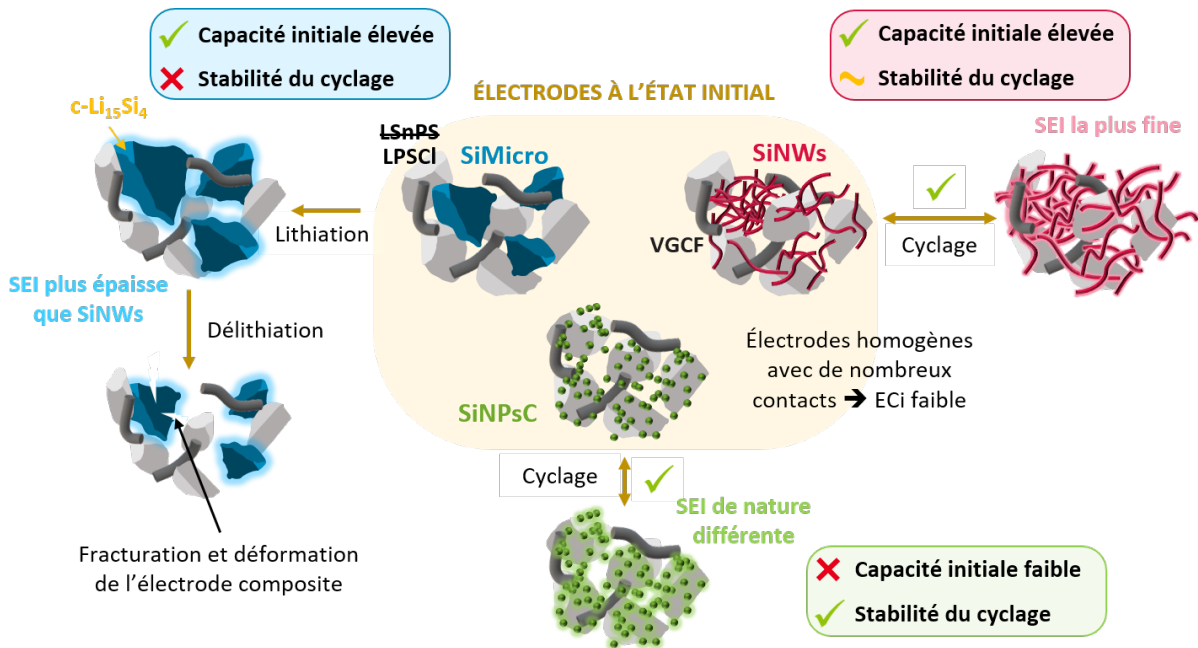 Capacité initiale élevée
Stabilité du cyclage
Capacité initiale élevée
Stabilité du cyclage
ÉLECTRODES À L'ÉTAT INITIAL
c-Li₁₅Si₄
LSnPS
LPSCl
SiMicro
SiNWs
SEI la plus fine
Lithiation
VGCF
Cyclage
SEI plus épaisse
que SiNWs
Délithiation
Électrodes homogènes
avec de nombreux
contacts ➔ ECi faible
SiNPsC
Cyclage
SEI de nature
différente
Fracturation et déformation
de l'électrode composite
Capacité initiale faible
Stabilité du cyclage